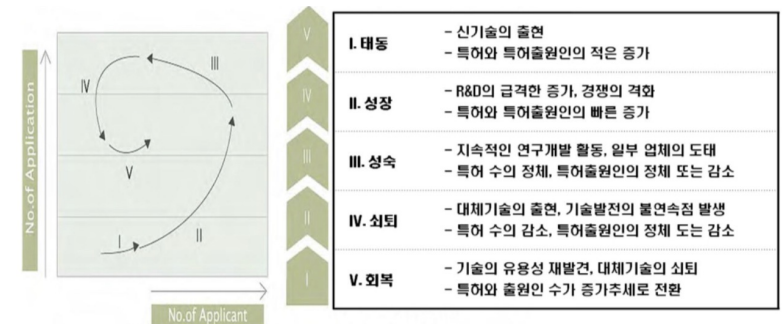 No.of Application
No.of Applicant
I
II
III
IV
V
V
IV
III
II
I
I. 태동
- 신기술의 출현
- 특허와 특허출원인의 적은 증가
II. 성장
- R&D의 급격한 증가, 경쟁의 격화
- 특허와 특허출원인의 빠른 증가
III. 성숙
- 지속적인 연구개발 활동, 일부 업체의 도태
- 특허 수의 정체, 특허출원인의 정체 또는 감소
IV. 쇠퇴
- 대체기술의 출현, 기술발전의 불연속점 발생
- 특허 수의 감소, 특허출원인의 정체 도는 감소
V. 회복
- 기술의 유용성 재발견, 대체기술의 쇠퇴
- 특허와 출원인 수가 증가추세로 전환